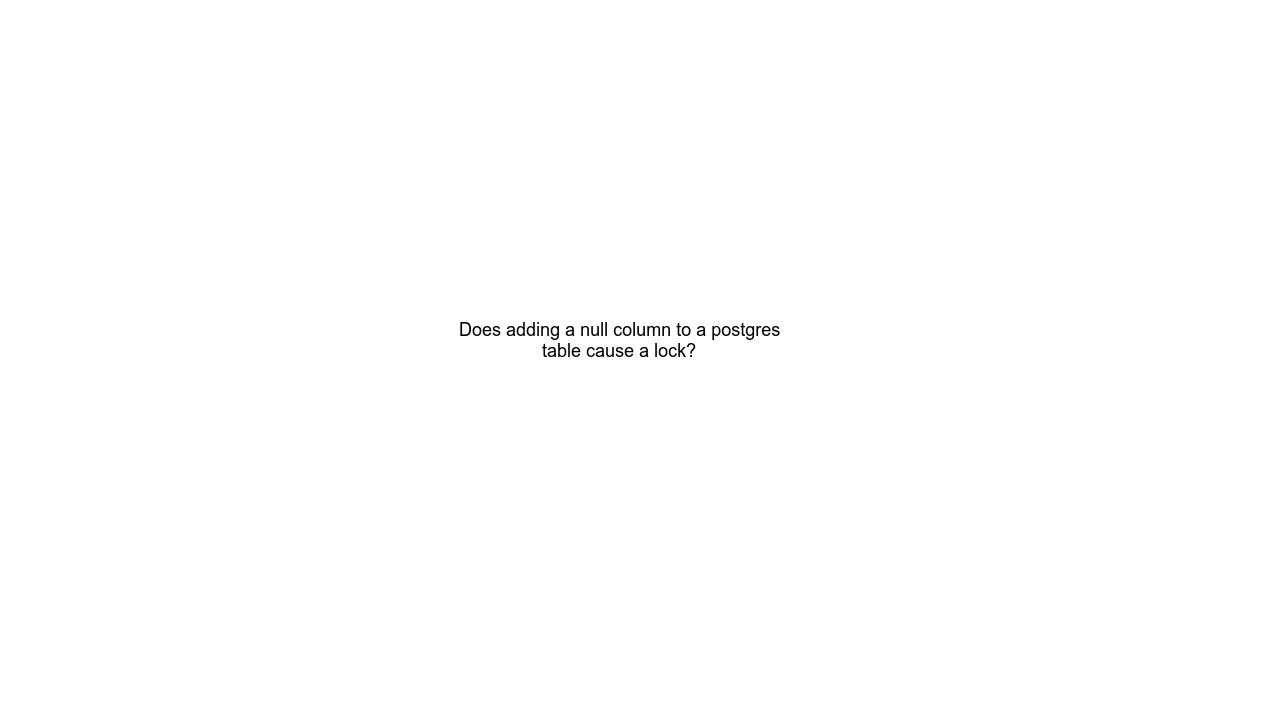 Does adding a null column to a postgres
table cause a lock?